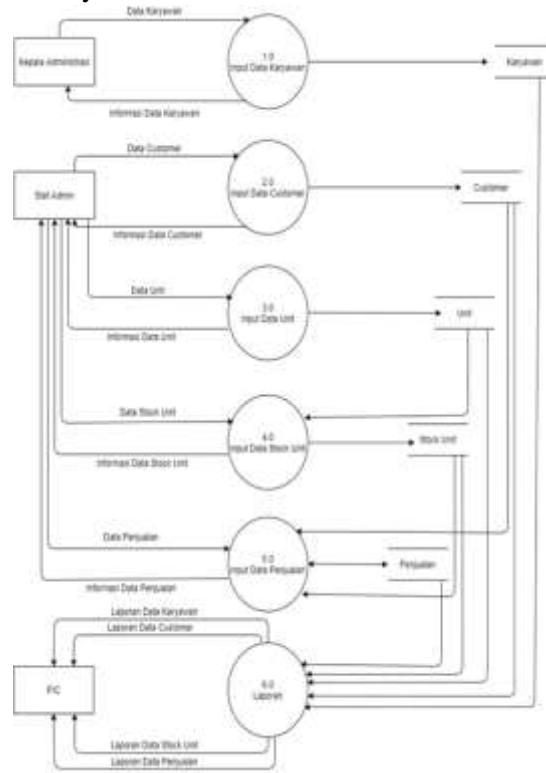 Data Karyawan
1.0
Input Data Karyawan
Kepala Administrasi
Karyawan
Informasi Data Karyawan
Data Customer
2.0
Input Data Customer
Staf Admin
Customer
Informasi Data Customer
Data Unit
3.0
Input Data Unit
Unit
Informasi Data Unit
Data Stock Unit
4.0
Input Data Stock Unit
Stock Unit
Informasi Data Stock Unit
Data Penjualan
5.0
Input Data Penjualan
Penjualan
Informasi Data Penjualan
Laporan Data Karyawan
Laporan Data Customer
6.0
Laporan
PIC
Laporan Data Stock Unit
Laporan Data Penjualan